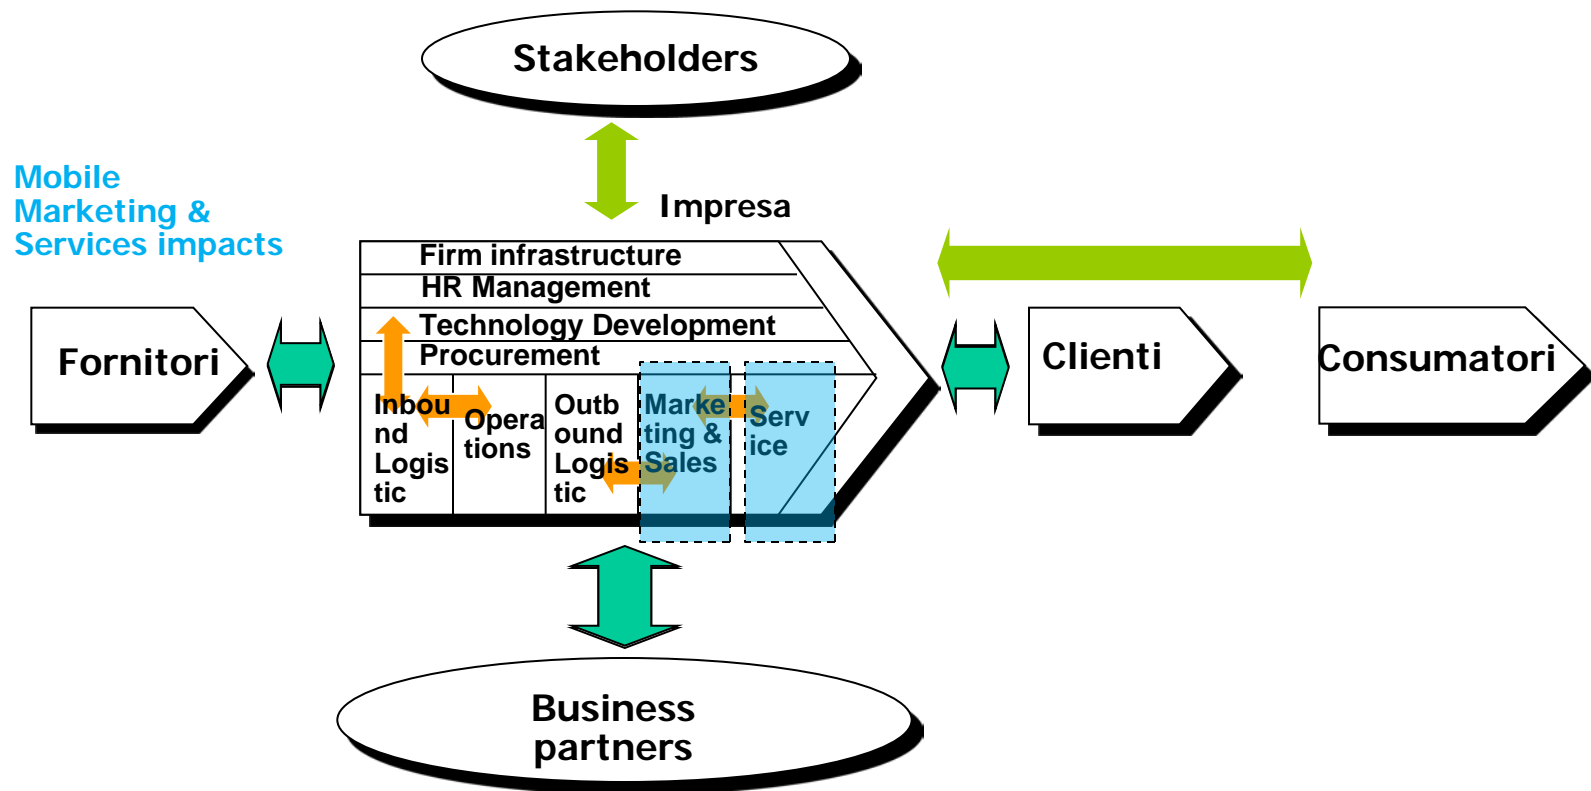 Stakeholders
Mobile
Marketing &
Services impacts
Impresa
Firm infrastructure
HR Management
Technology Development
Procurement
Fornitori
Clienti
Consumatori
Inbou
nd
Logis
tic
Opera
tions
Outb
ound
Logis
tic
Marke
ting &
Sales
Serv
ice
Business
partners